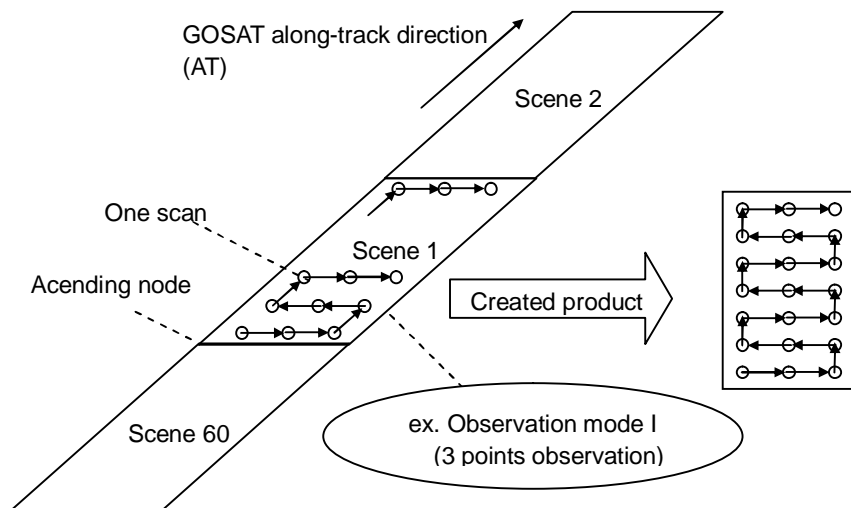 GOSAT along-track direction
(AT)
Scene 2
One scan
Scene 1
Acending node
Created product
Scene 60
ex. Observation mode I
(3 points observation)